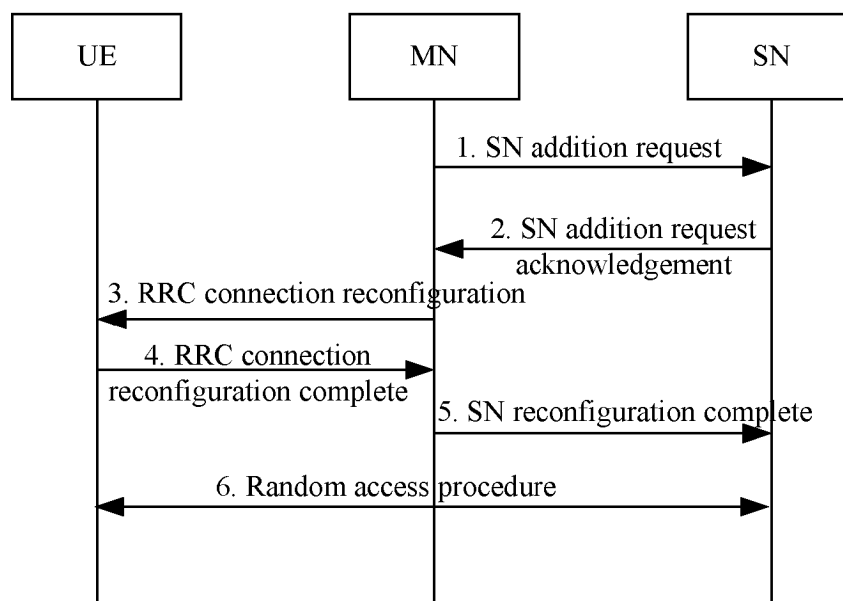 UE
MN
SN
1. SN addition request
2. SN addition request
acknowledgement
3. RRC connection reconfiguration
4. RRC connection
reconfiguration complete
5. SN reconfiguration complete
6. Random access procedure